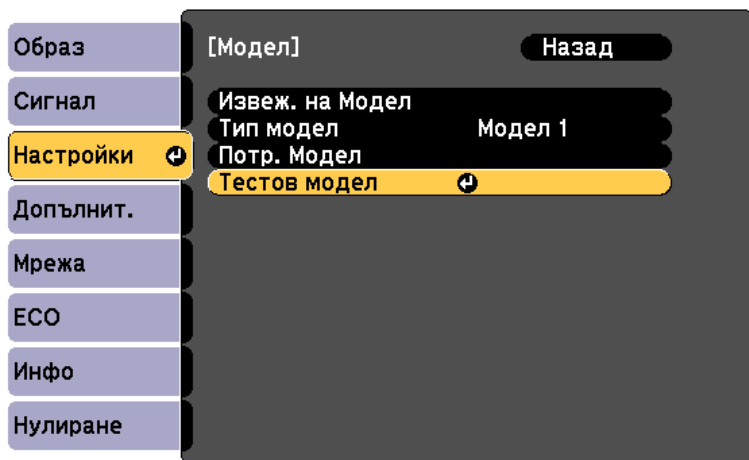 Образ
Сигнал
Настройки
Допълнит.
Мрежа
ECO
Инфо
Нулиране
[Модел] Назад
Извеж. на Модел
Тип модел Модел 1
Потр. Модел
Тестов модел